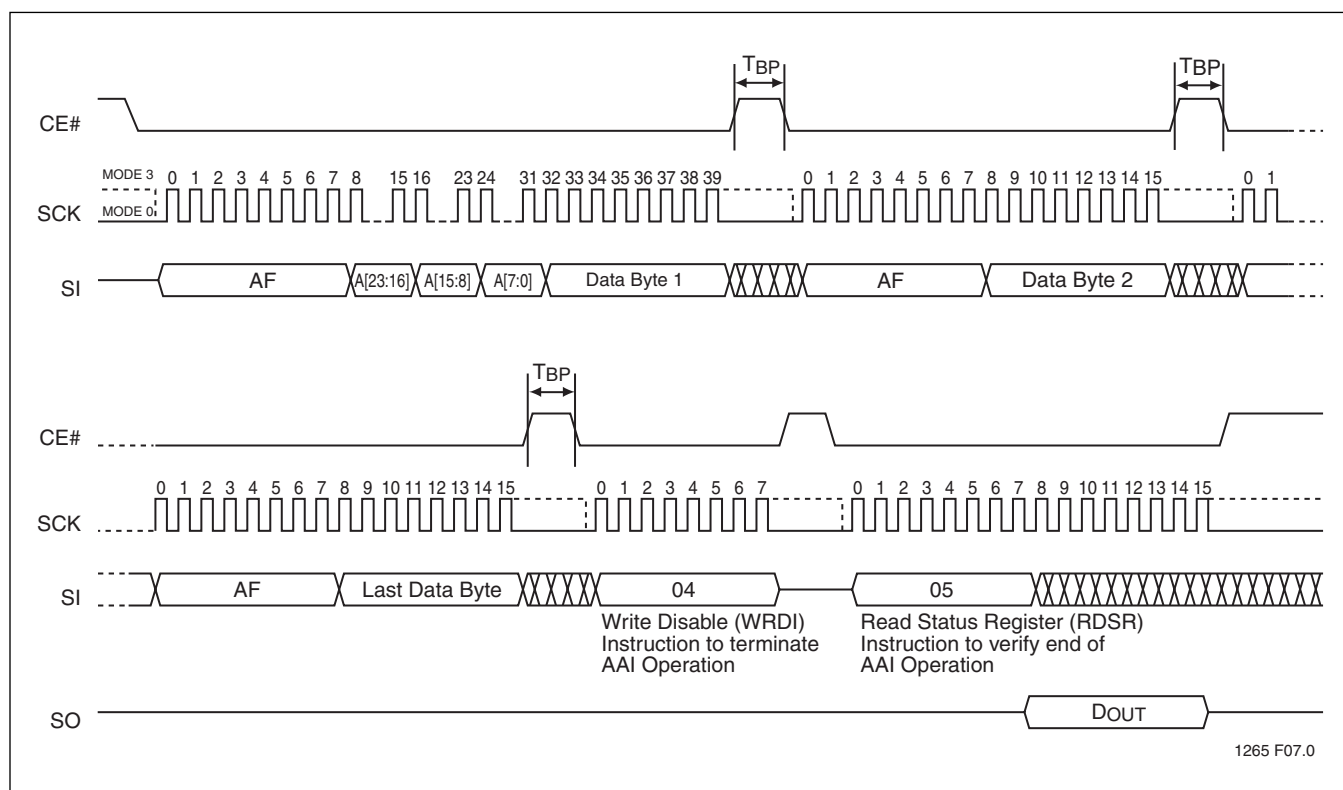 TBP TBP
CE#
MODE 3 0 1 2 3 4 5 6 7 8 15 16 23 24 31 32 33 34 35 36 37 38 39 0 1 2 3 4 5 6 7 8 9 10 11 12 13 14 15 0 1
SCK MODE 0
SI AF A[23:16] A[15:8] A[7:0] Data Byte 1 AF Data Byte 2
TBP
CE#
0 1 2 3 4 5 6 7 8 9 10 11 12 13 14 15 0 1 2 3 4 5 6 7 0 1 2 3 4 5 6 7 8 9 10 11 12 13 14 15
SCK
SI AF Last Data Byte 04 05
Write Disable (WRDI)
Instruction to terminate
AAI Operation
Read Status Register (RDSR)
Instruction to verify end of
AAI Operation
SO DOUT
1265 F07.0